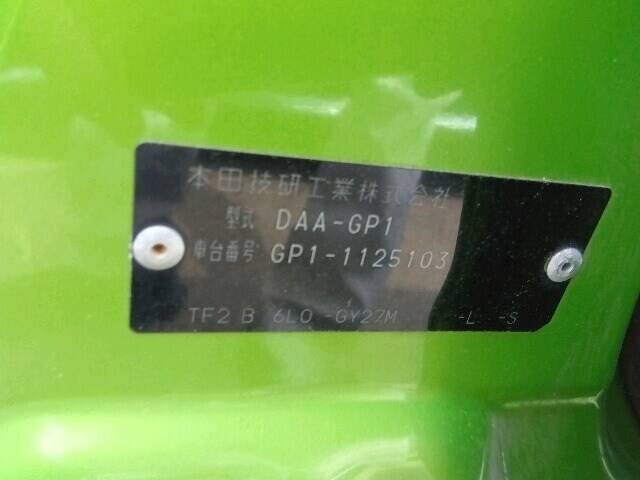 本田技研工業株式会社
型式 DAA-GP1
車台番号 GP1-1125103
TF2 B 6L0 -GY27M -L -S